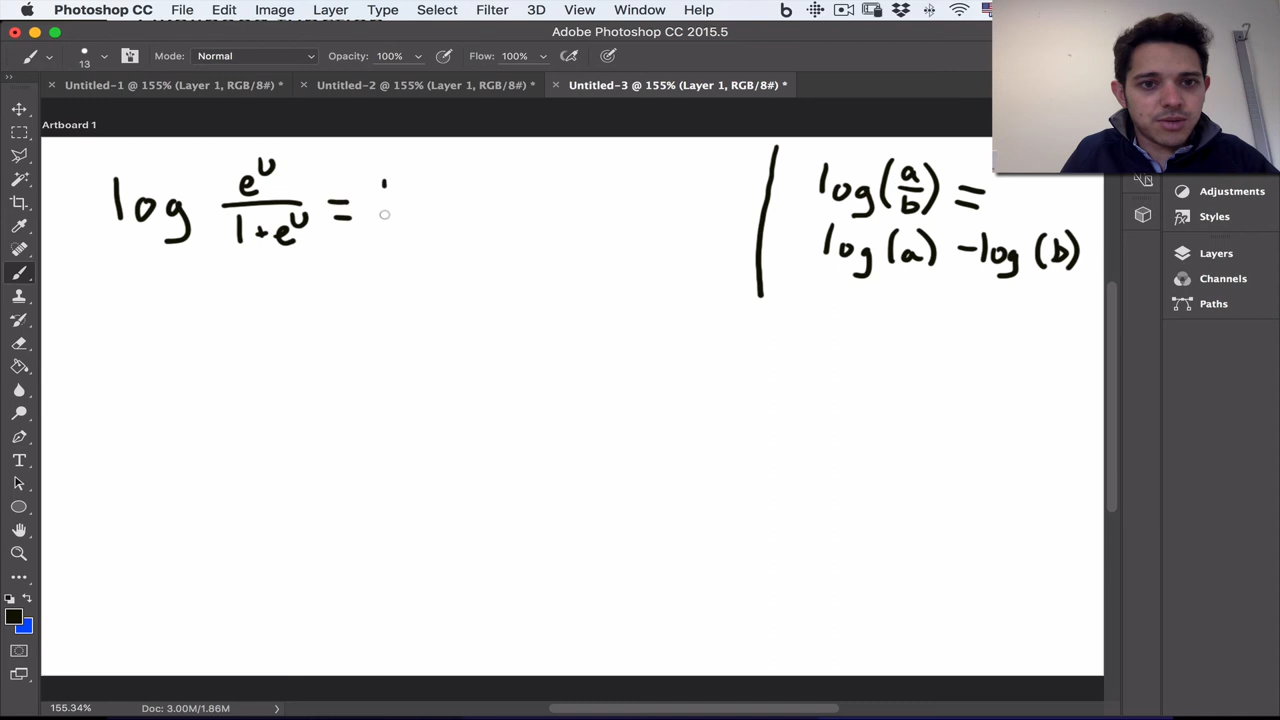 Photoshop CC File Edit Image Layer Type Select Filter 3D View Window Help
Adobe Photoshop CC 2015.5
13 Mode: Normal Opacity: 100% Flow: 100%
Untitled-1 @ 155% (Layer 1, RGB/8#) * Untitled-2 @ 155% (Layer 1, RGB/8#) * Untitled-3 @ 155% (Layer 1, RGB/8#) *
Artboard 1
log e^u / 1+e^u =
log(a/b) =
log(a) - log(b)
Adjustments
Styles
Layers
Channels
Paths
155.34% Doc: 3.00M/1.86M